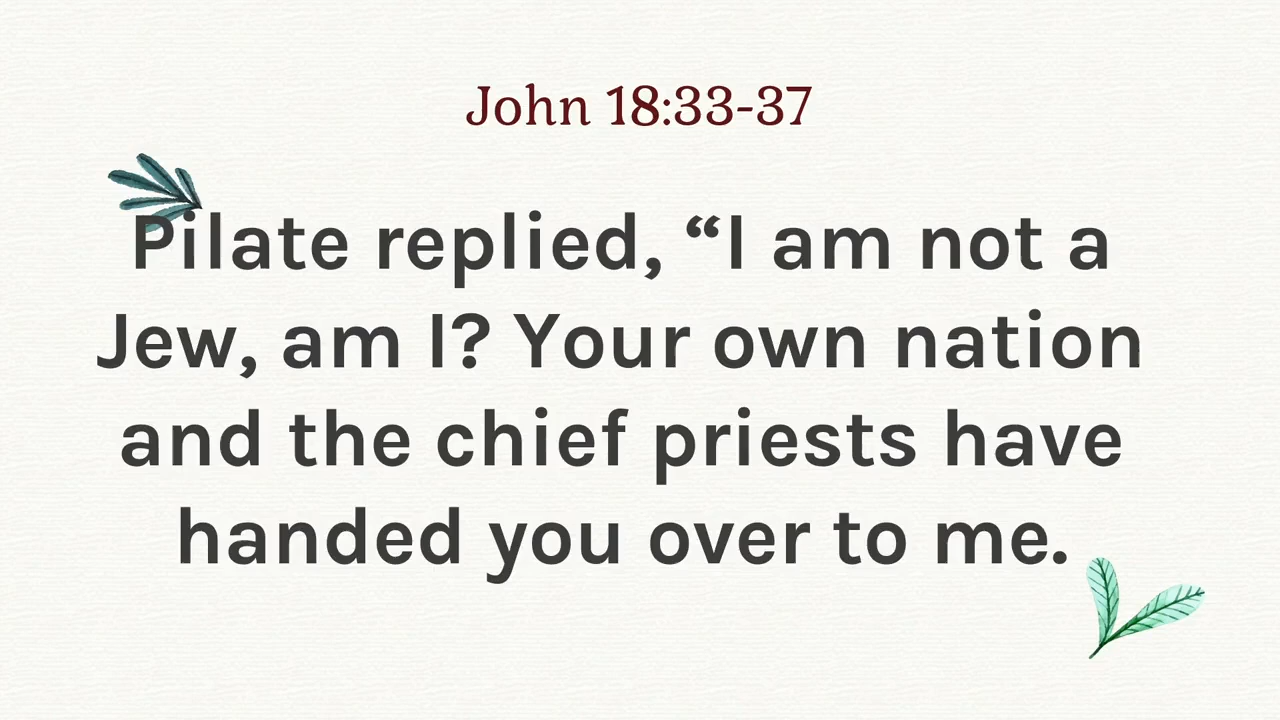 John 18:33-37
Pilate replied, “I am not a
Jew, am I? Your own nation
and the chief priests have
handed you over to me.